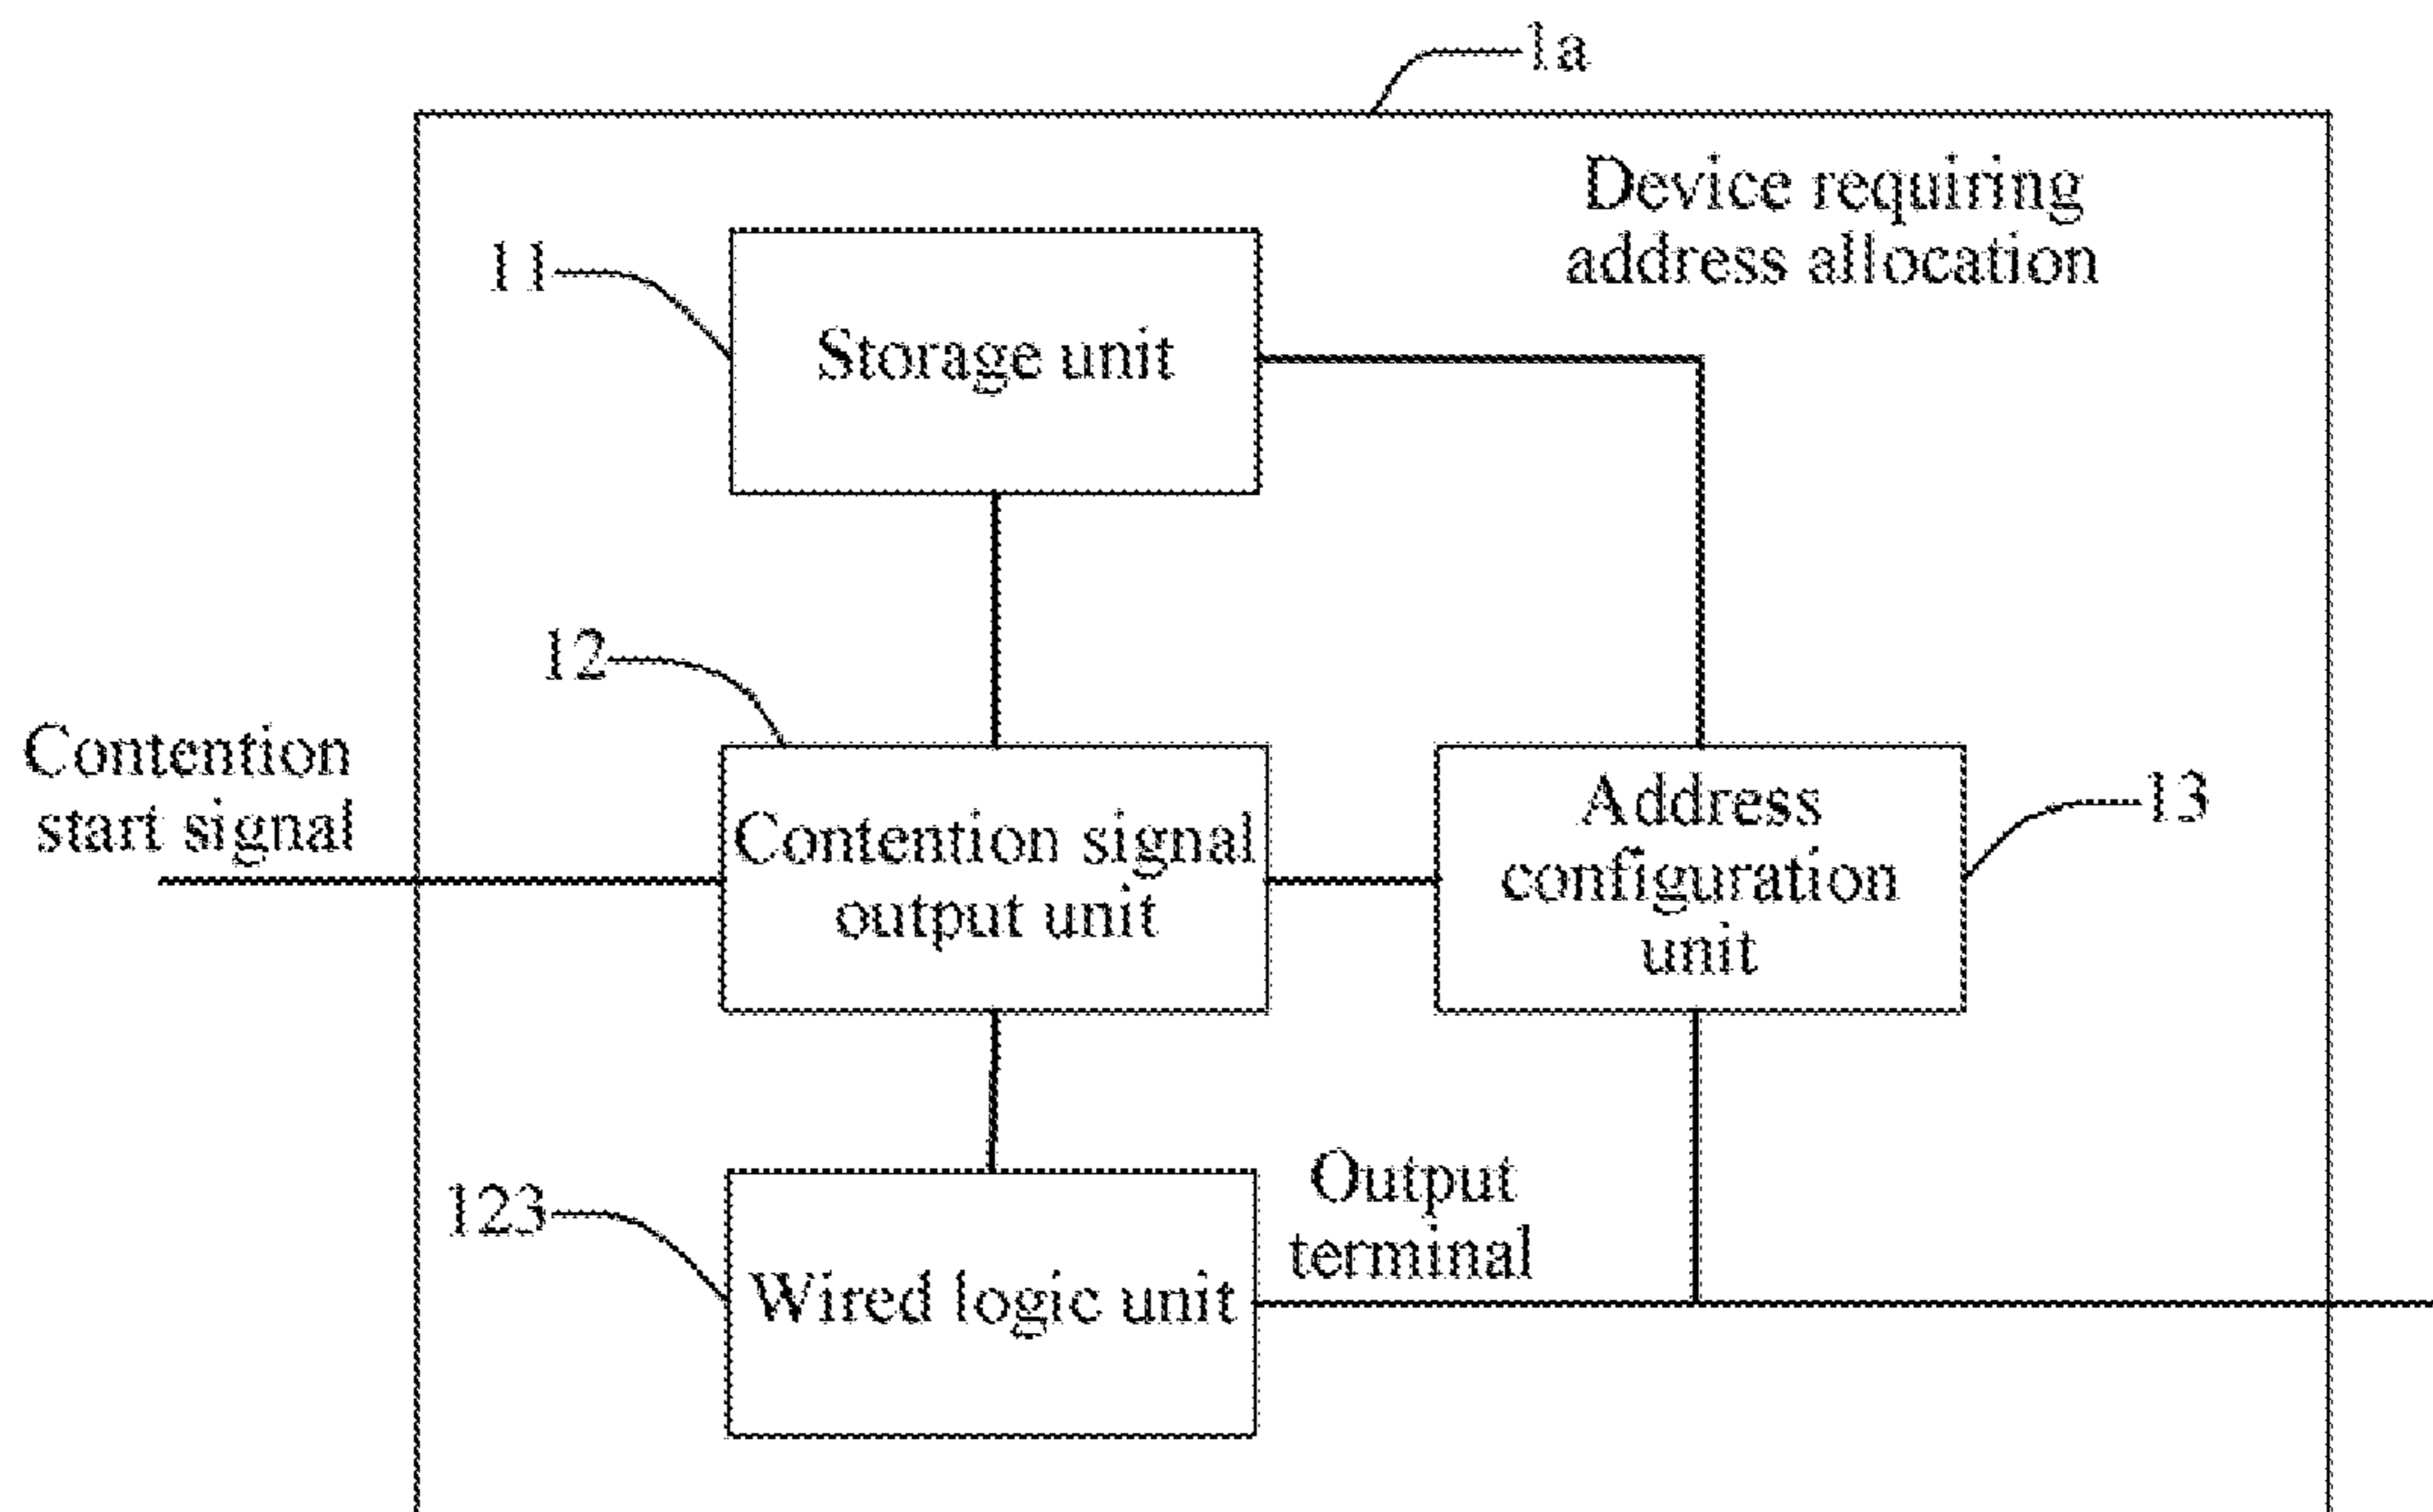 1a
Device requiring
address allocation
11
Storage unit
12
Contention
start signal
Contention signal
output unit
Address
configuration
unit
13
123
Output
terminal
Wired logic unit